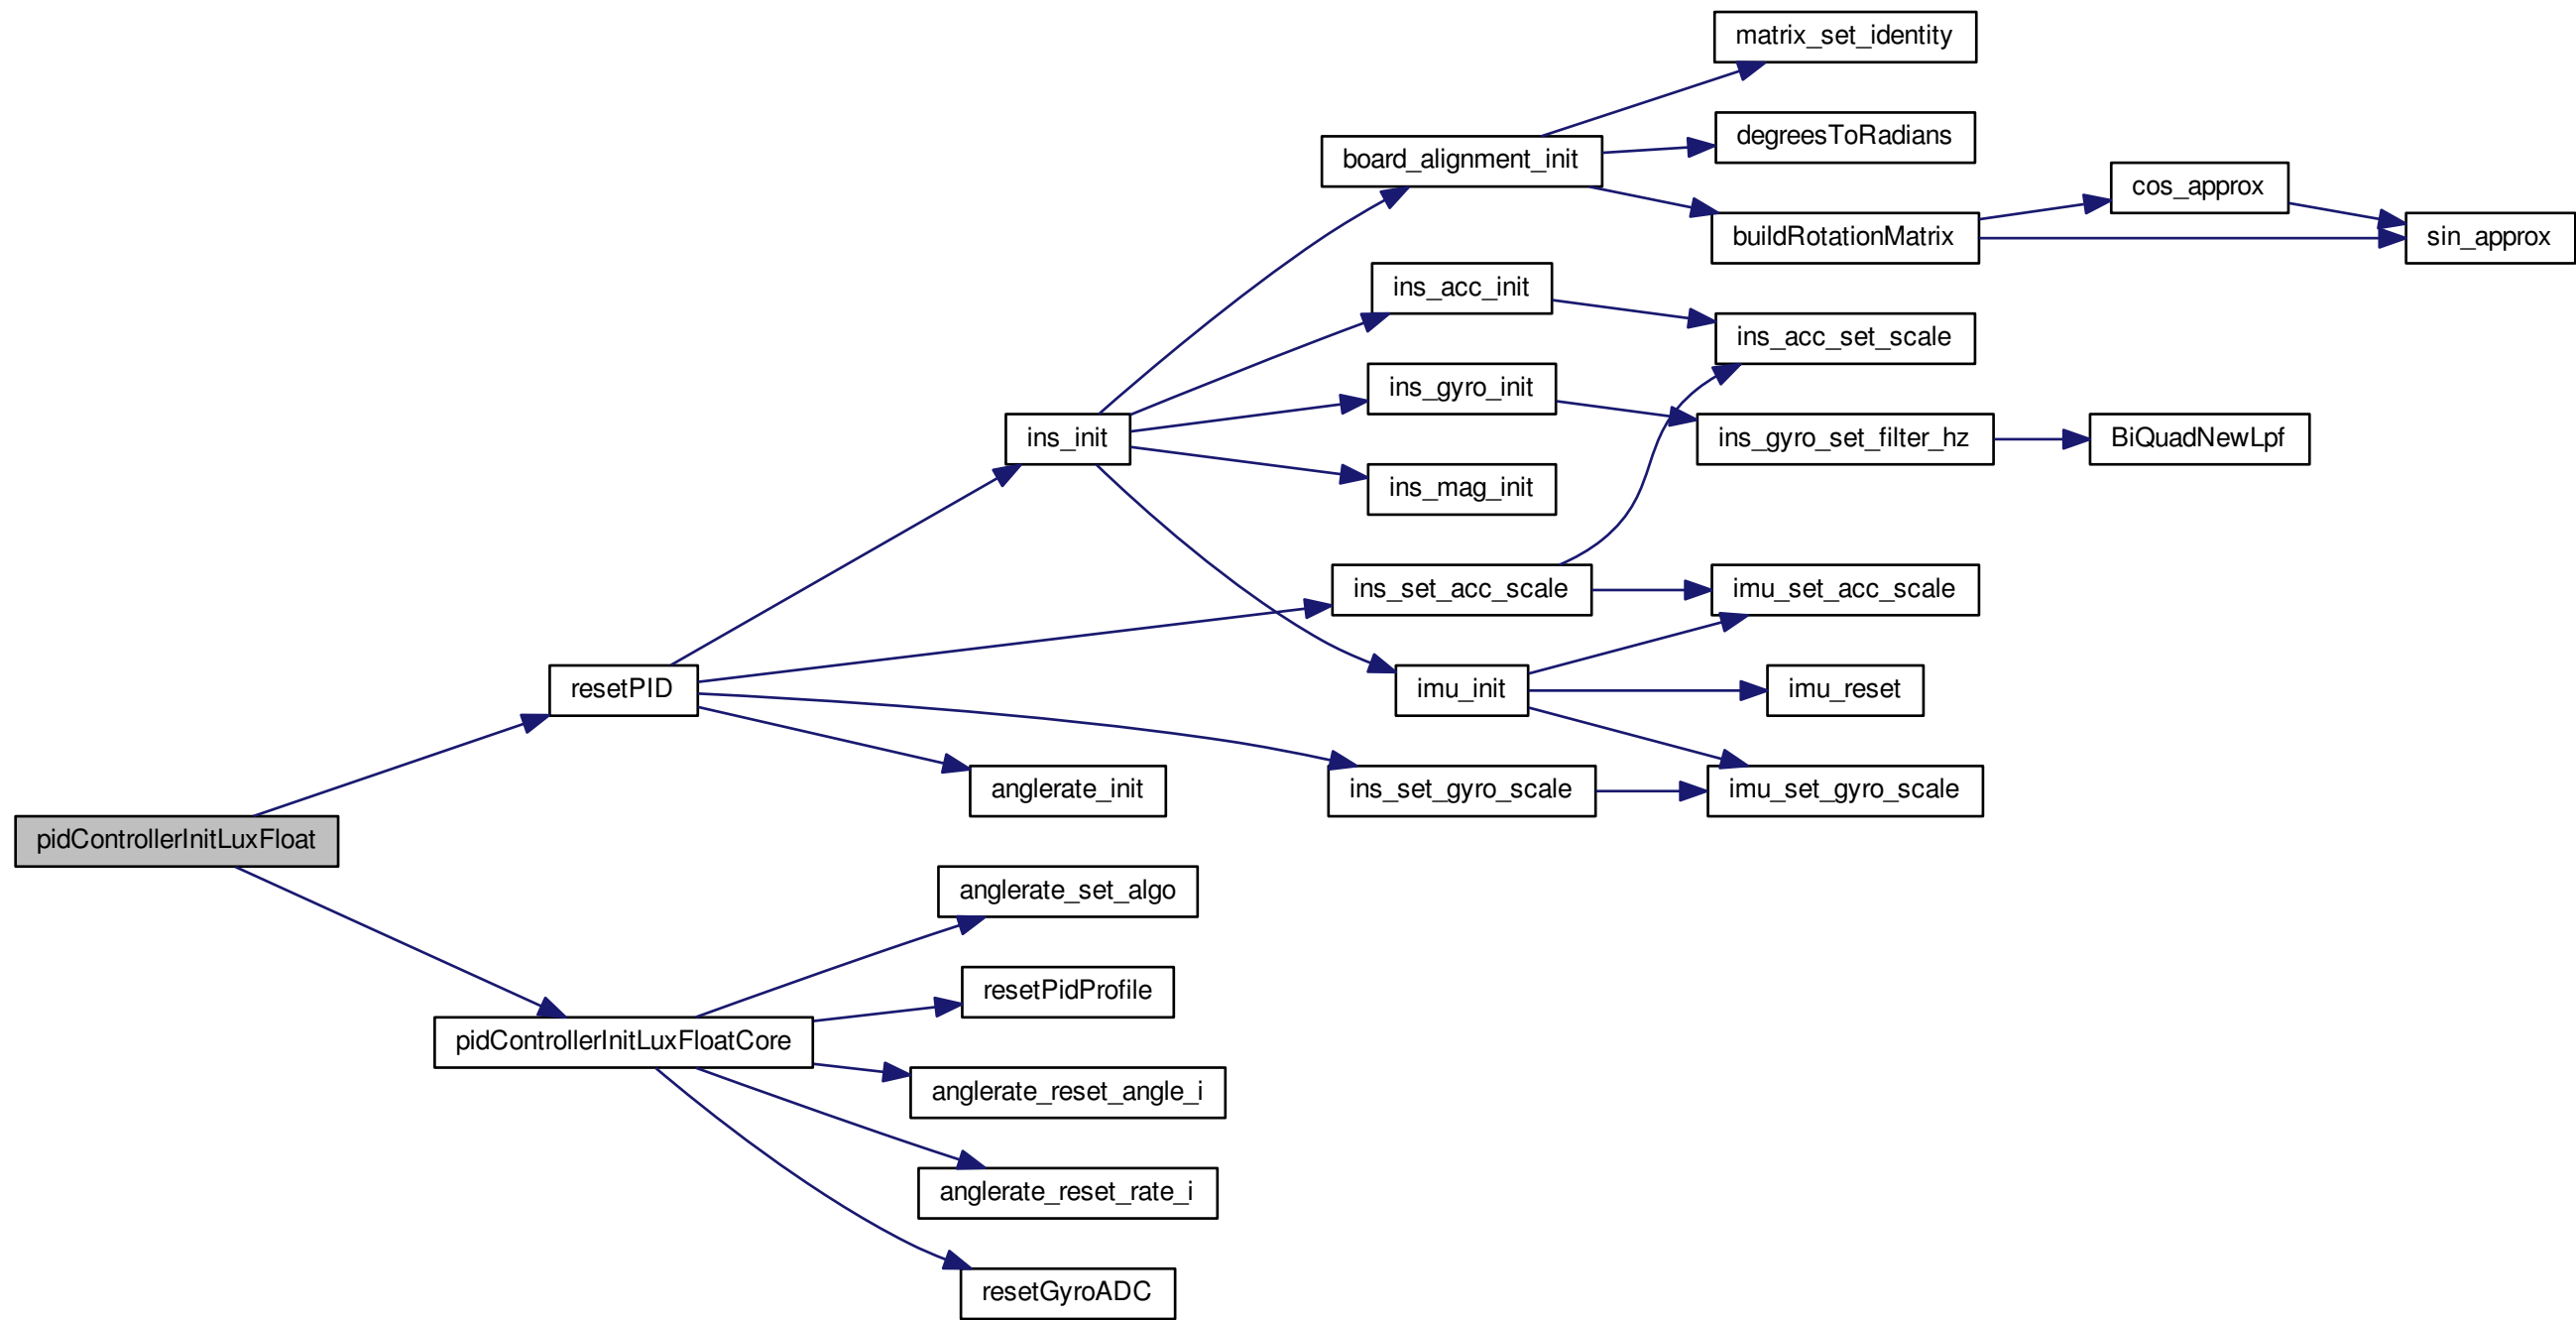 matrix_set_identity
degreesToRadians
board_alignment_init
cos_approx
buildRotationMatrix
sin_approx
ins_acc_init
ins_acc_set_scale
ins_gyro_init
ins_init
ins_gyro_set_filter_hz
BiQuadNewLpf
ins_mag_init
ins_set_acc_scale
imu_set_acc_scale
resetPID
imu_init
imu_reset
anglerate_init
ins_set_gyro_scale
imu_set_gyro_scale
pidControllerInitLuxFloat
anglerate_set_algo
resetPidProfile
pidControllerInitLuxFloatCore
anglerate_reset_angle_i
anglerate_reset_rate_i
resetGyroADC